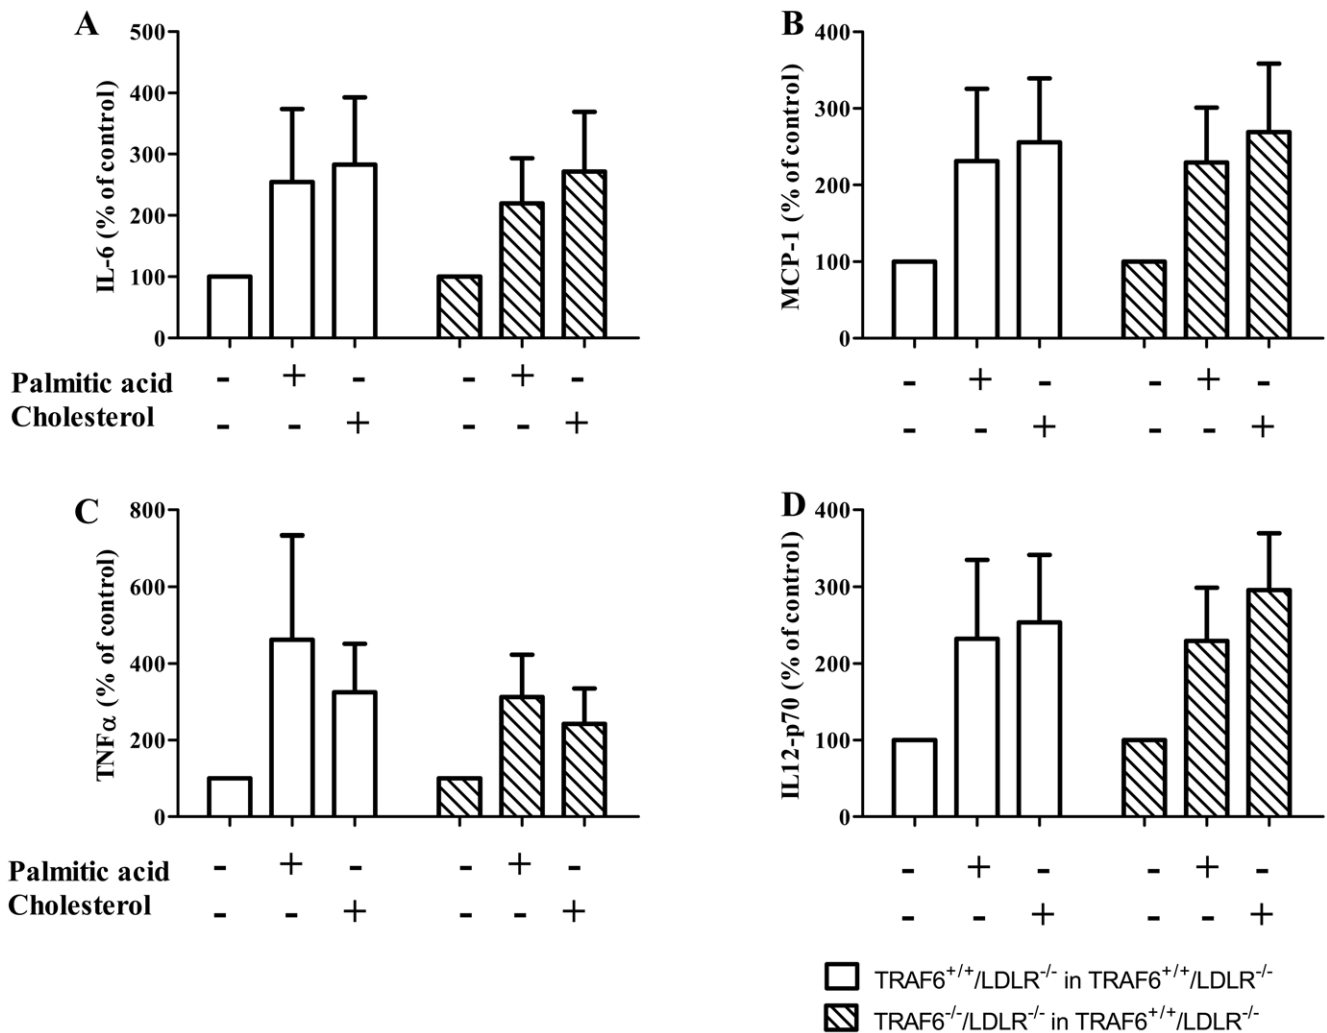 A
B
500
400
300
200
100
0
IL-6 (% of control)
400
300
200
100
0
MCP-1 (% of control)
Palmitic acid - + - - + -
Cholesterol - - + - - +
- + - - + -
- - + - - +
C
D
800
600
400
200
0
TNFα (% of control)
400
300
200
100
0
IL12-p70 (% of control)
Palmitic acid - + - - + -
Cholesterol - - + - - +
- + - - + -
- - + - - +
TRAF6+/+/LDLR-/- in TRAF6+/+/LDLR-/-
TRAF6-/-/LDLR-/- in TRAF6+/+/LDLR-/-